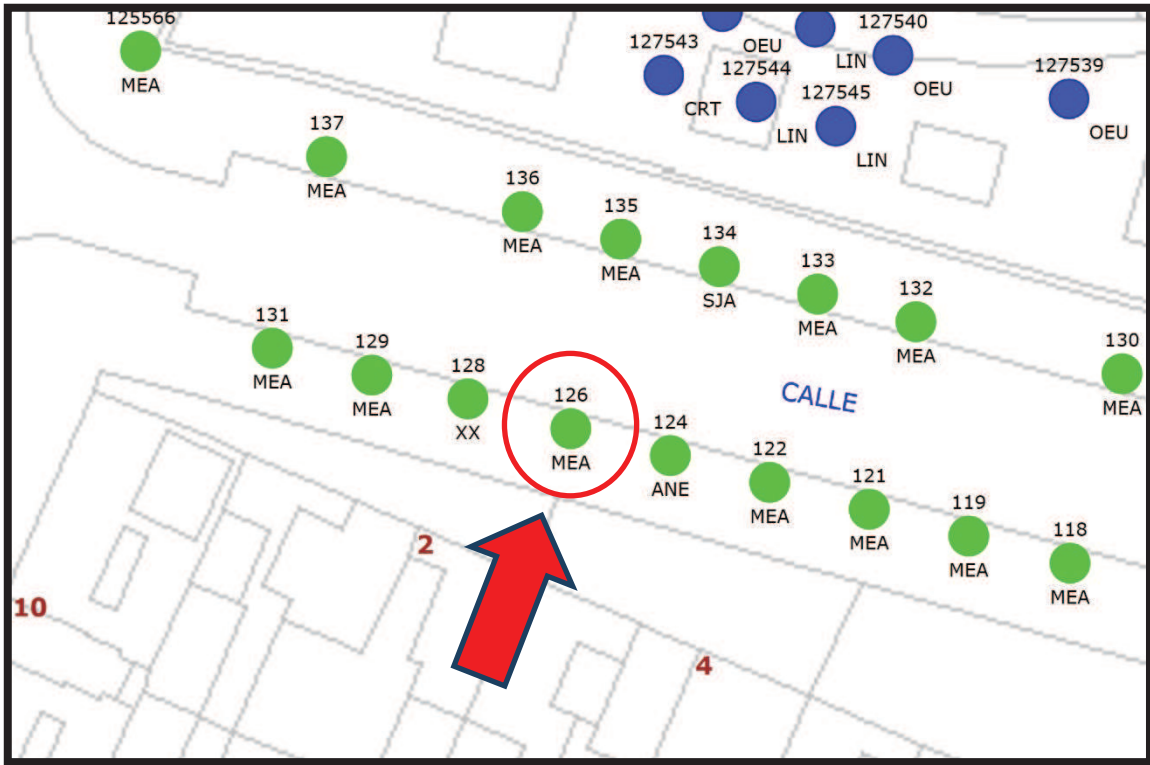 125566
MEA
OEU
127540
LIN
OEU
127543
CRT
127544
LIN
127545
LIN
127539
OEU
137
MEA
136
MEA
135
MEA
134
SJA
133
MEA
132
MEA
130
MEA
131
MEA
129
MEA
128
XX
126
MEA
CALLE
124
ANE
122
MEA
121
MEA
119
MEA
118
MEA
2
10
4